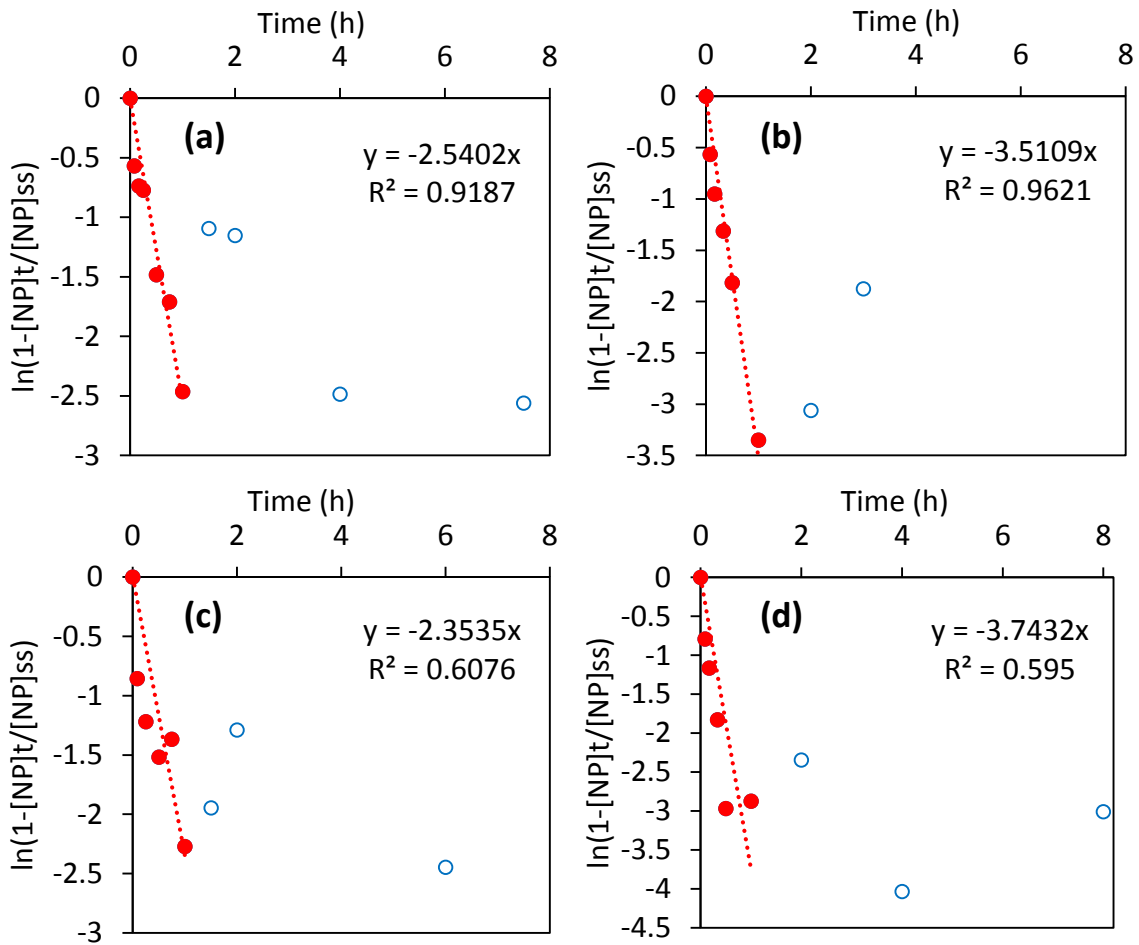 Time (h)
0 2 4 6 8
0
-0.5
-1
-1.5
-2
-2.5
-3
ln(1-[NP]t/[NP]ss)
(a)
y = -2.5402x
R² = 0.9187
Time (h)
0 2 4 6 8
0
-0.5
-1
-1.5
-2
-2.5
-3
-3.5
ln(1-[NP]t/[NP]ss)
(b)
y = -3.5109x
R² = 0.9621
Time (h)
0 2 4 6 8
0
-0.5
-1
-1.5
-2
-2.5
-3
ln(1-[NP]t/[NP]ss)
(c)
y = -2.3535x
R² = 0.6076
Time (h)
0 2 4 6 8
0
-0.5
-1
-1.5
-2
-2.5
-3
-3.5
-4
-4.5
ln(1-[NP]t/[NP]ss)
(d)
y = -3.7432x
R² = 0.595